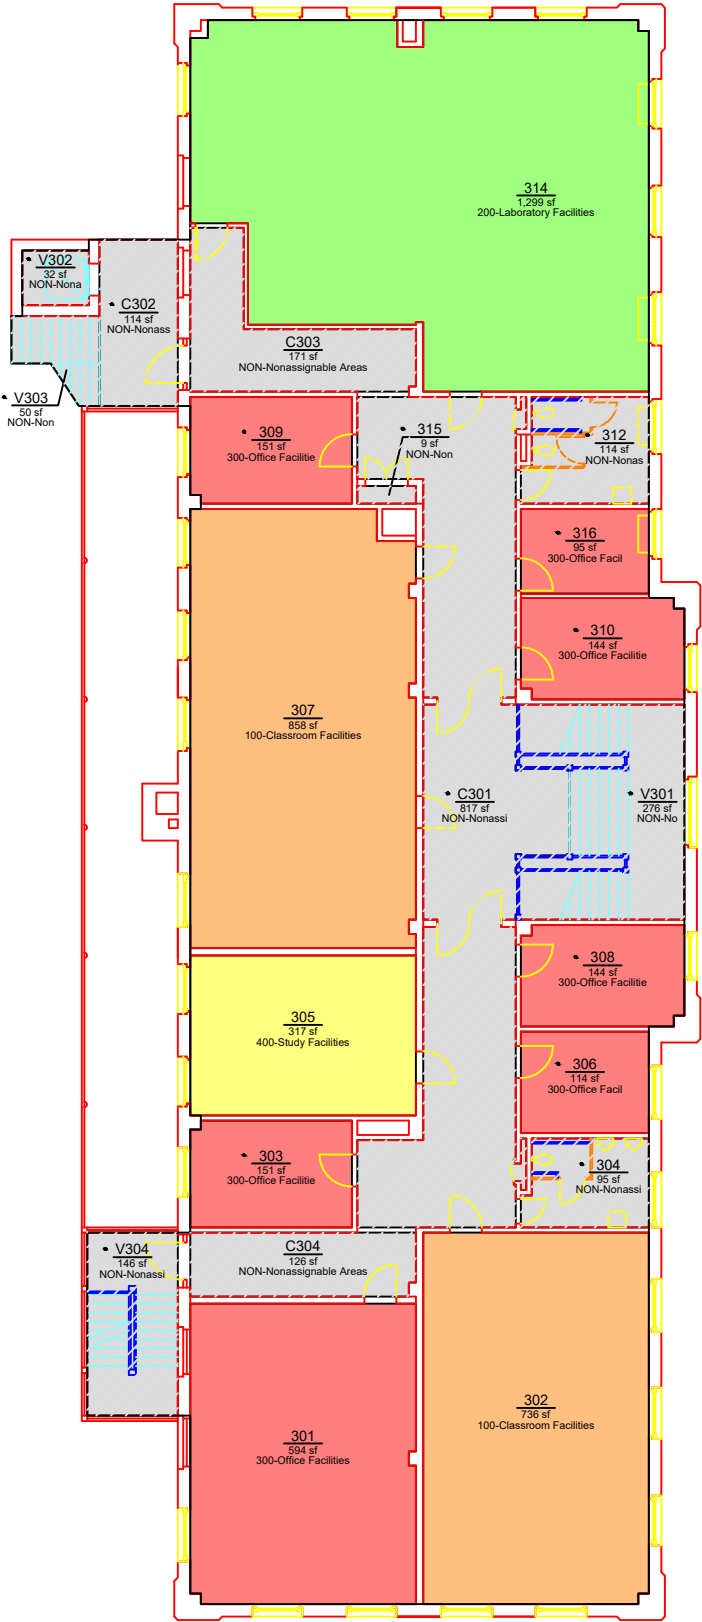 314
1,299 sf
200-Laboratory Facilities
V302
32 sf
NON-Nona
C302
114 sf
NON-Nonass
C303
171 sf
NON-Nonassignable Areas
V303
50 sf
NON-Non
309
151 sf
300-Office Facilitie
315
9 sf
NON-Non
312
114 sf
NON-Nonas
316
95 sf
300-Office Facil
310
144 sf
300-Office Facilitie
307
858 sf
100-Classroom Facilities
C301
817 sf
NON-Nonassi
V301
276 sf
NON-No
308
144 sf
300-Office Facilitie
305
317 sf
400-Study Facilities
306
114 sf
300-Office Facil
303
151 sf
300-Office Facilitie
304
95 sf
NON-Nonassi
V304
146 sf
NON-Nonassi
C304
126 sf
NON-Nonassignable Areas
302
736 sf
100-Classroom Facilities
301
594 sf
300-Office Facilities